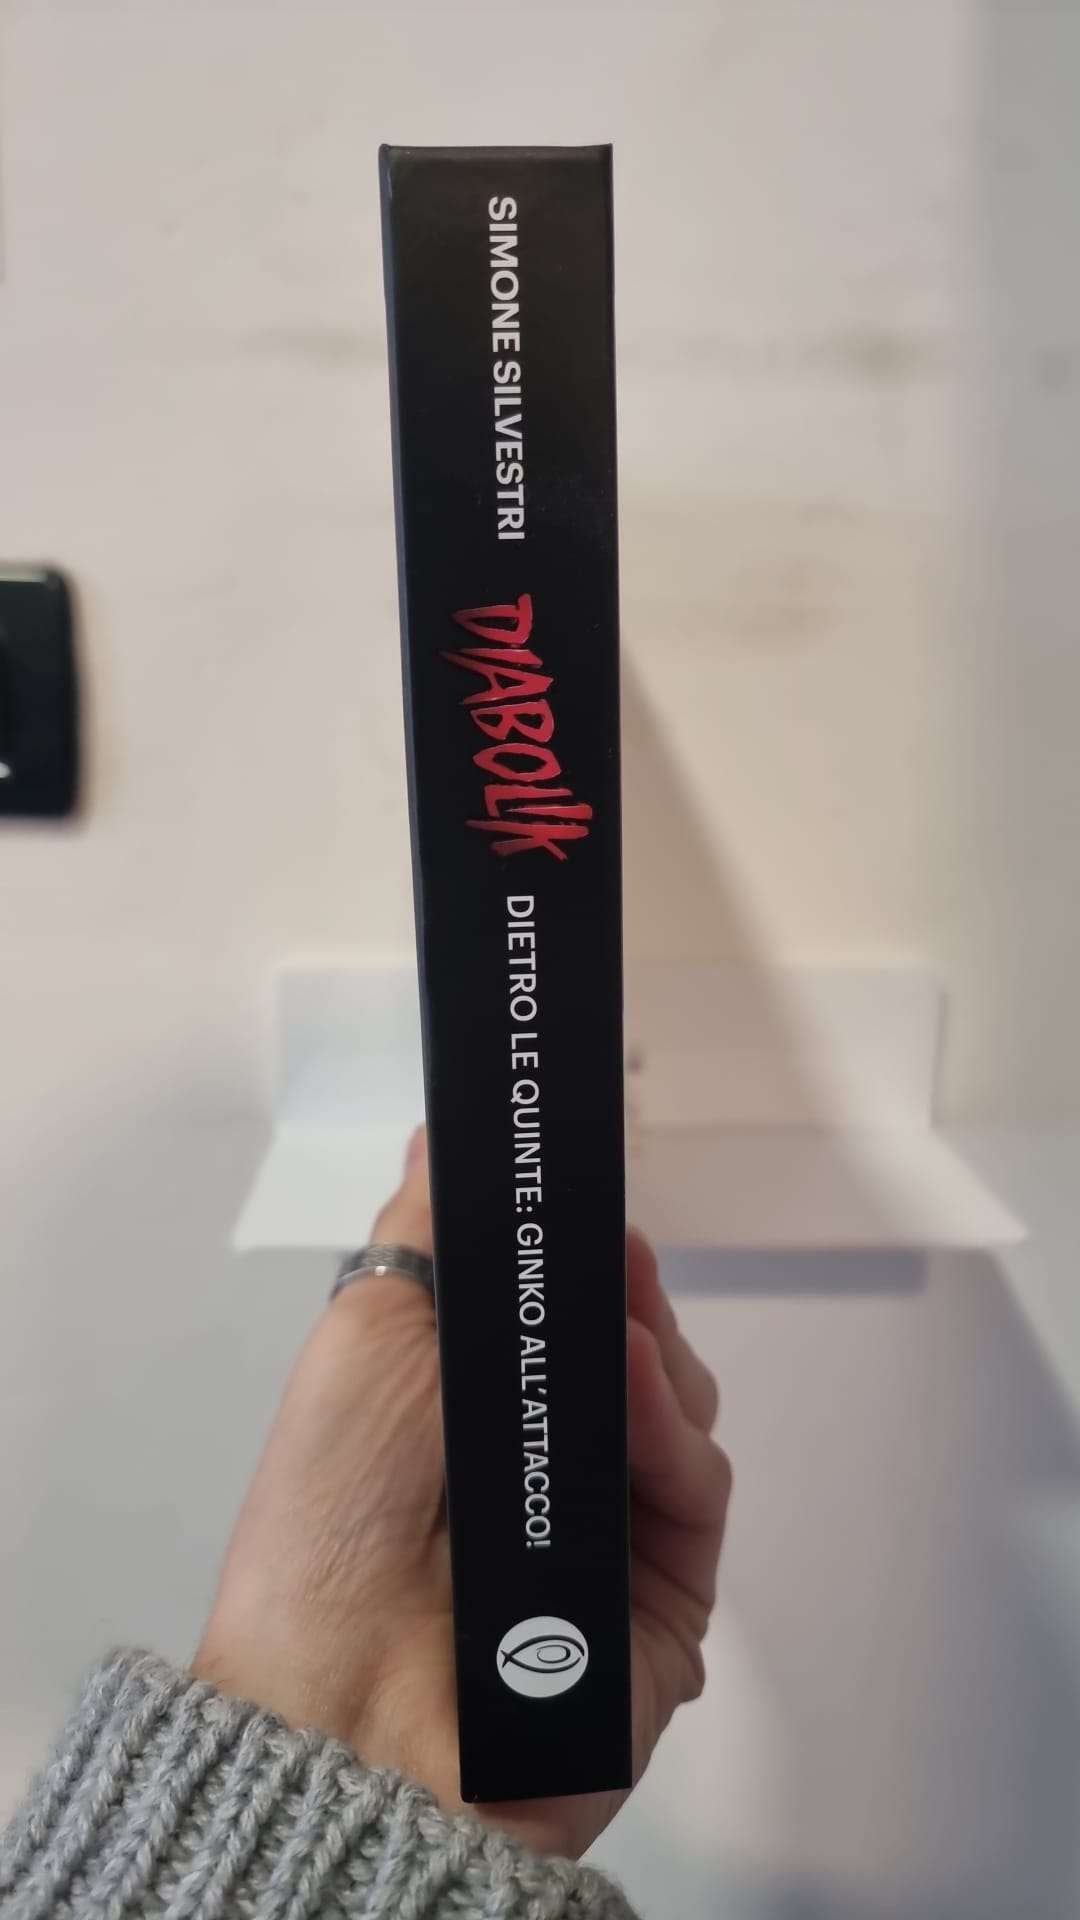 SIMONE SILVESTRI
DIABOLIK
DIETRO LE QUINTE: GINKO ALL'ATTACCO!